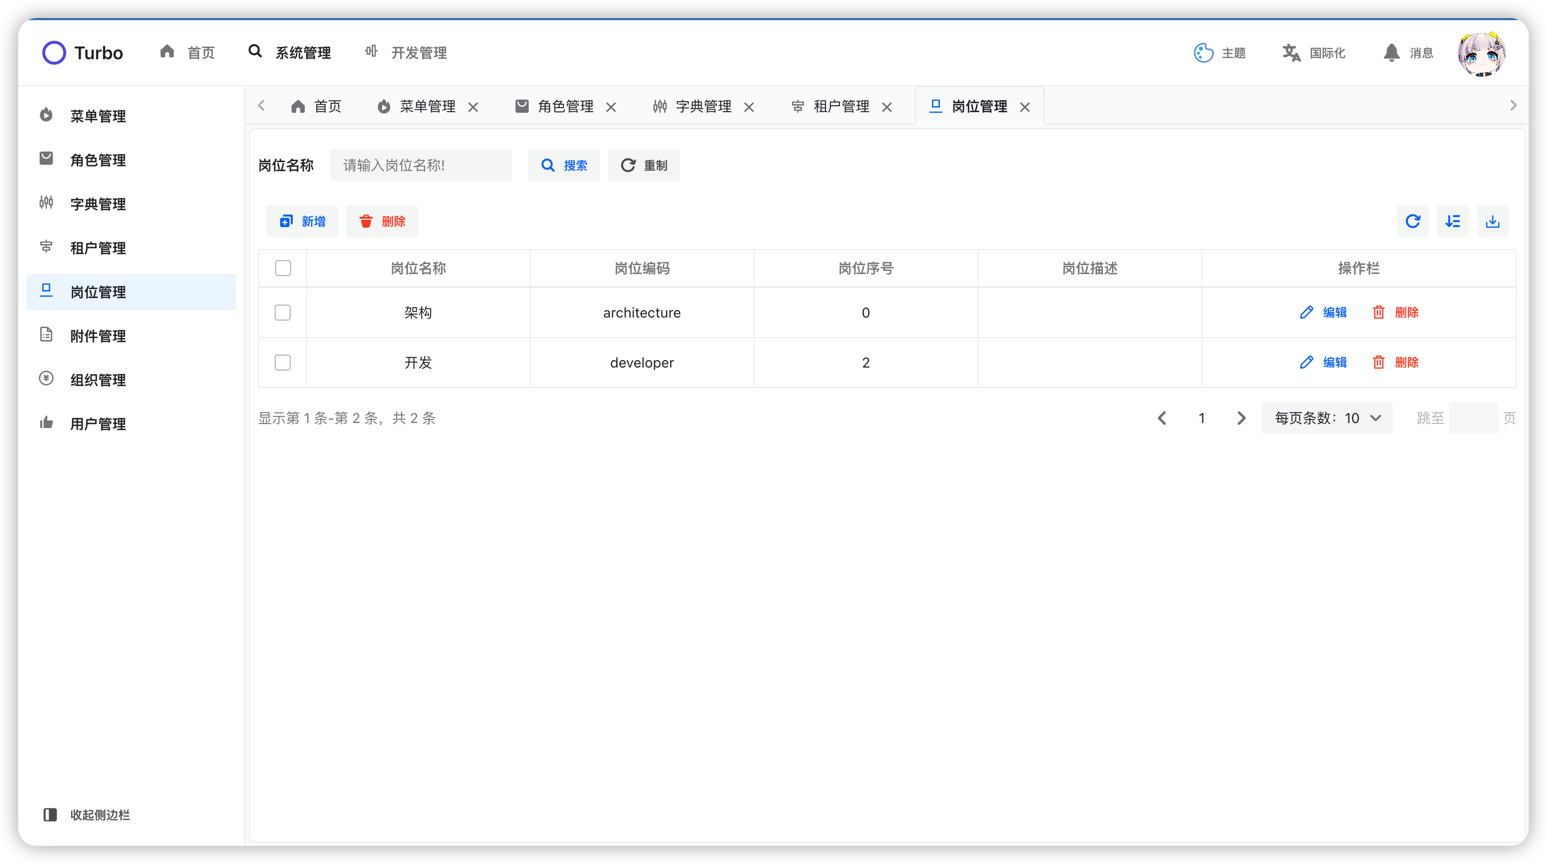 Turbo 首页 系统管理 开发管理 主题 国际化 消息
首页 菜单管理 角色管理 字典管理 租户管理 岗位管理
菜单管理
角色管理
字典管理
租户管理
岗位管理
附件管理
组织管理
用户管理
收起侧边栏
岗位名称 请输入岗位名称! 搜索 重制
新增 删除
岗位名称 岗位编码 岗位序号 岗位描述 操作栏
架构 architecture 0 编辑 删除
开发 developer 2 编辑 删除
显示第 1 条-第 2 条，共 2 条 1 每页条数：10 跳至 页